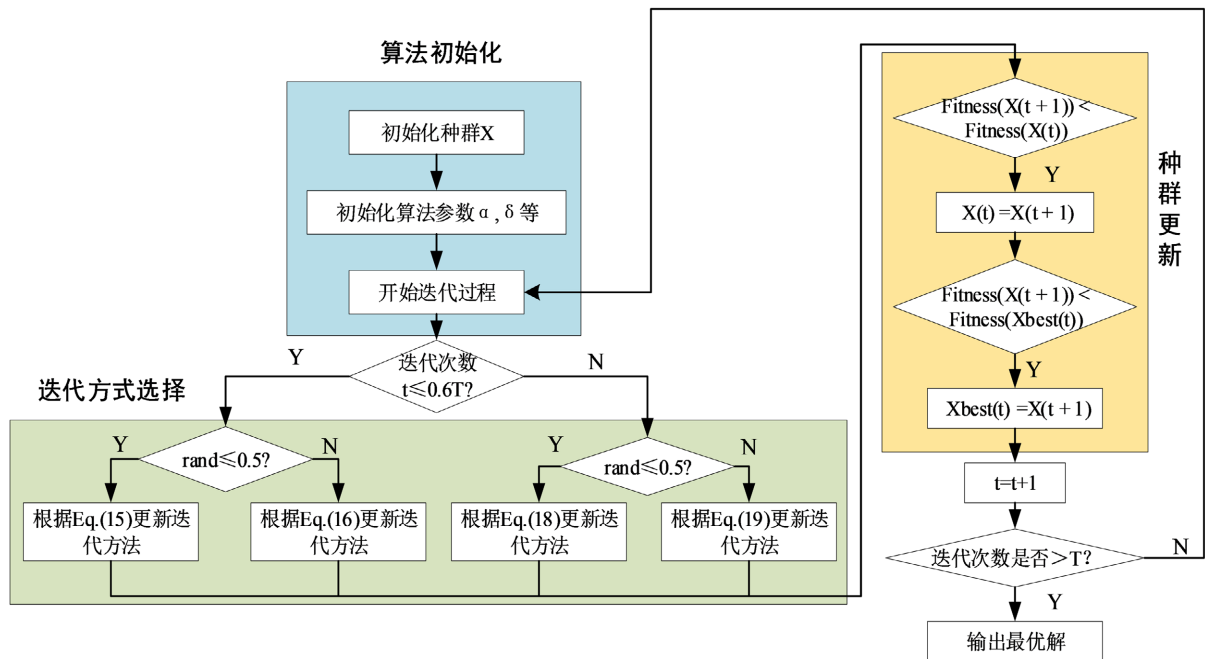 算法初始化
初始化种群X
初始化算法参数α,δ等
开始迭代过程
迭代次数
t≤0.6T?
Y
N
迭代方式选择
rand≤0.5?
Y
N
根据Eq.(15)更新迭
代方法
根据Eq.(16)更新迭
代方法
rand≤0.5?
Y
N
根据Eq.(18)更新迭
代方法
根据Eq.(19)更新迭
代方法
种群更新
Fitness(X(t+1))<
Fitness(X(t))
Y
X(t)=X(t+1)
Fitness(X(t+1))<
Fitness(Xbest(t))
Y
Xbest(t)=X(t+1)
t=t+1
迭代次数是否>T?
N
Y
输出最优解